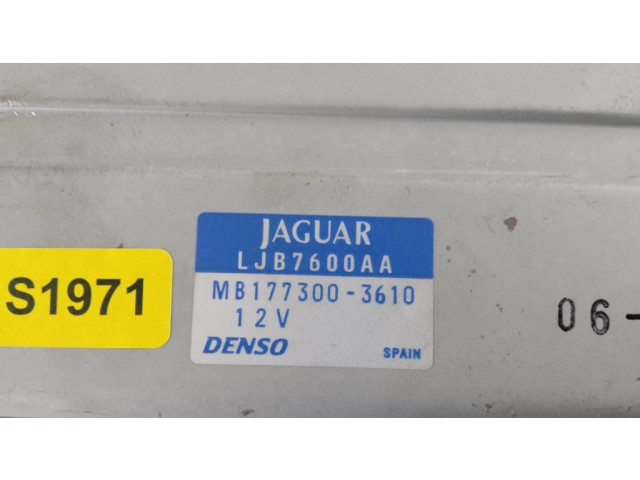 JAGUAR
LJB7600AA
MB177300-3610
12V
DENSO SPAIN
S1971
06-